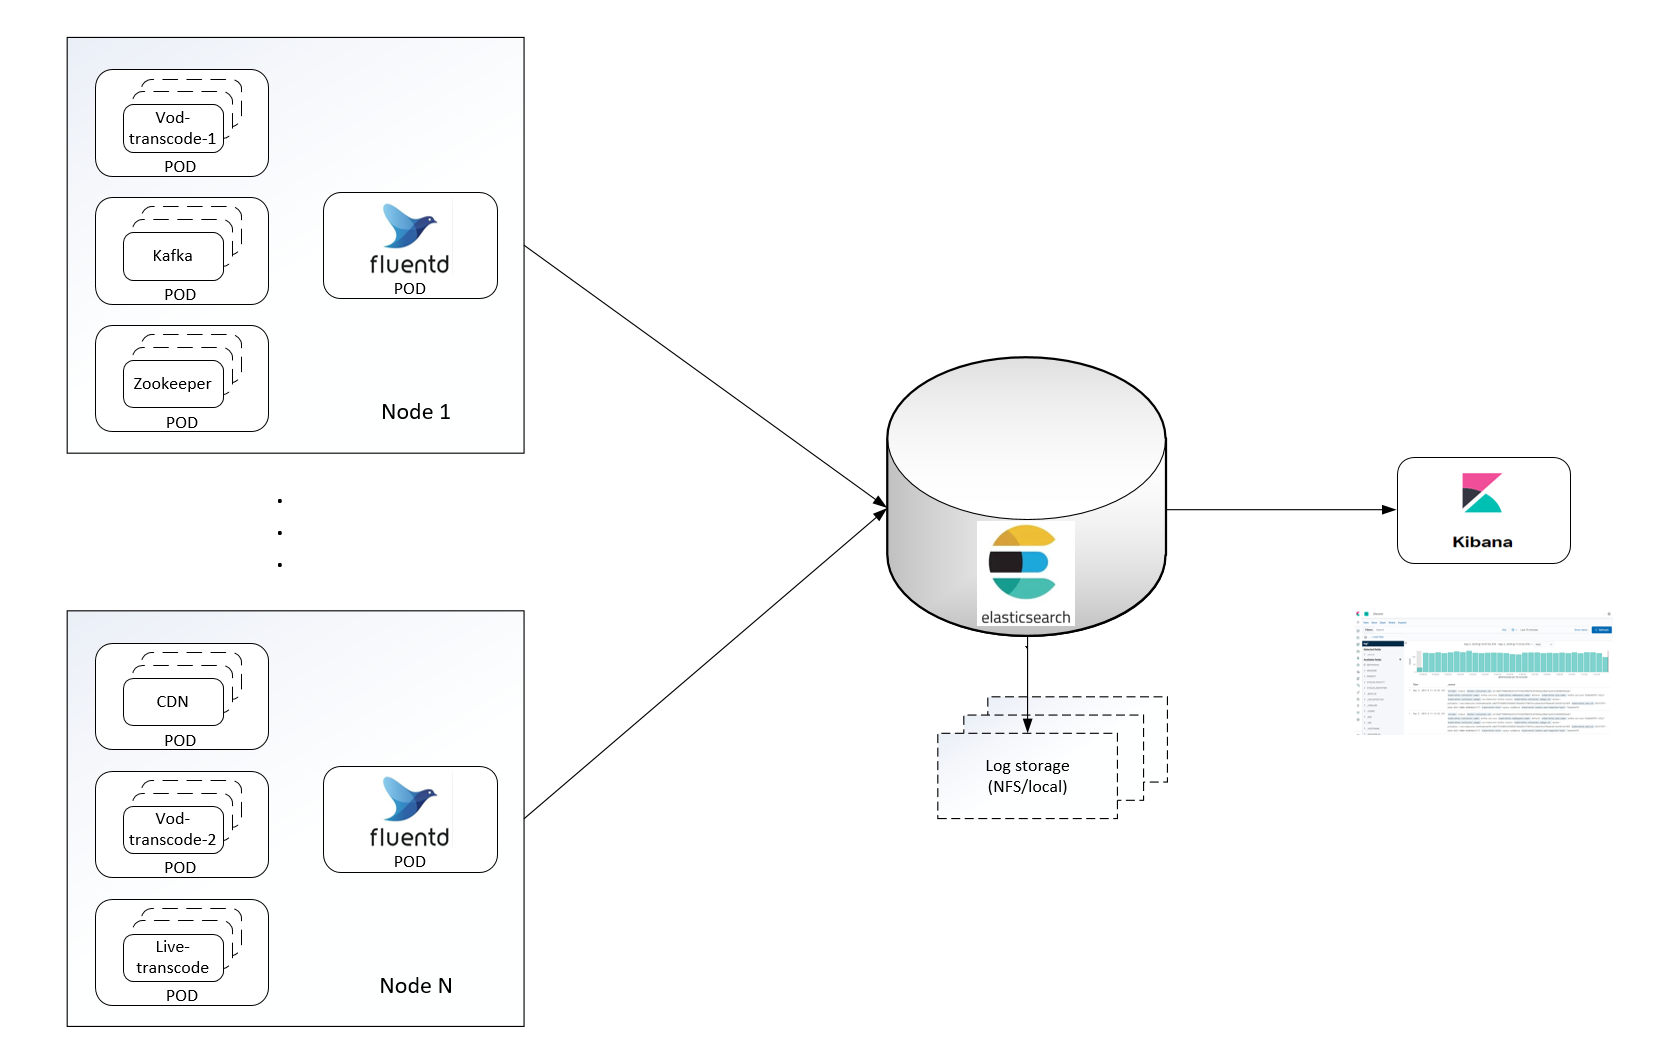 Vod-
transcode-1
POD
Kafka
POD
Zookeeper
POD
fluentd
POD
Node 1
CDN
POD
Vod-
transcode-2
POD
Live-
transcode
POD
fluentd
POD
Node N
elasticsearch
Log storage
(NFS/local)
Kibana